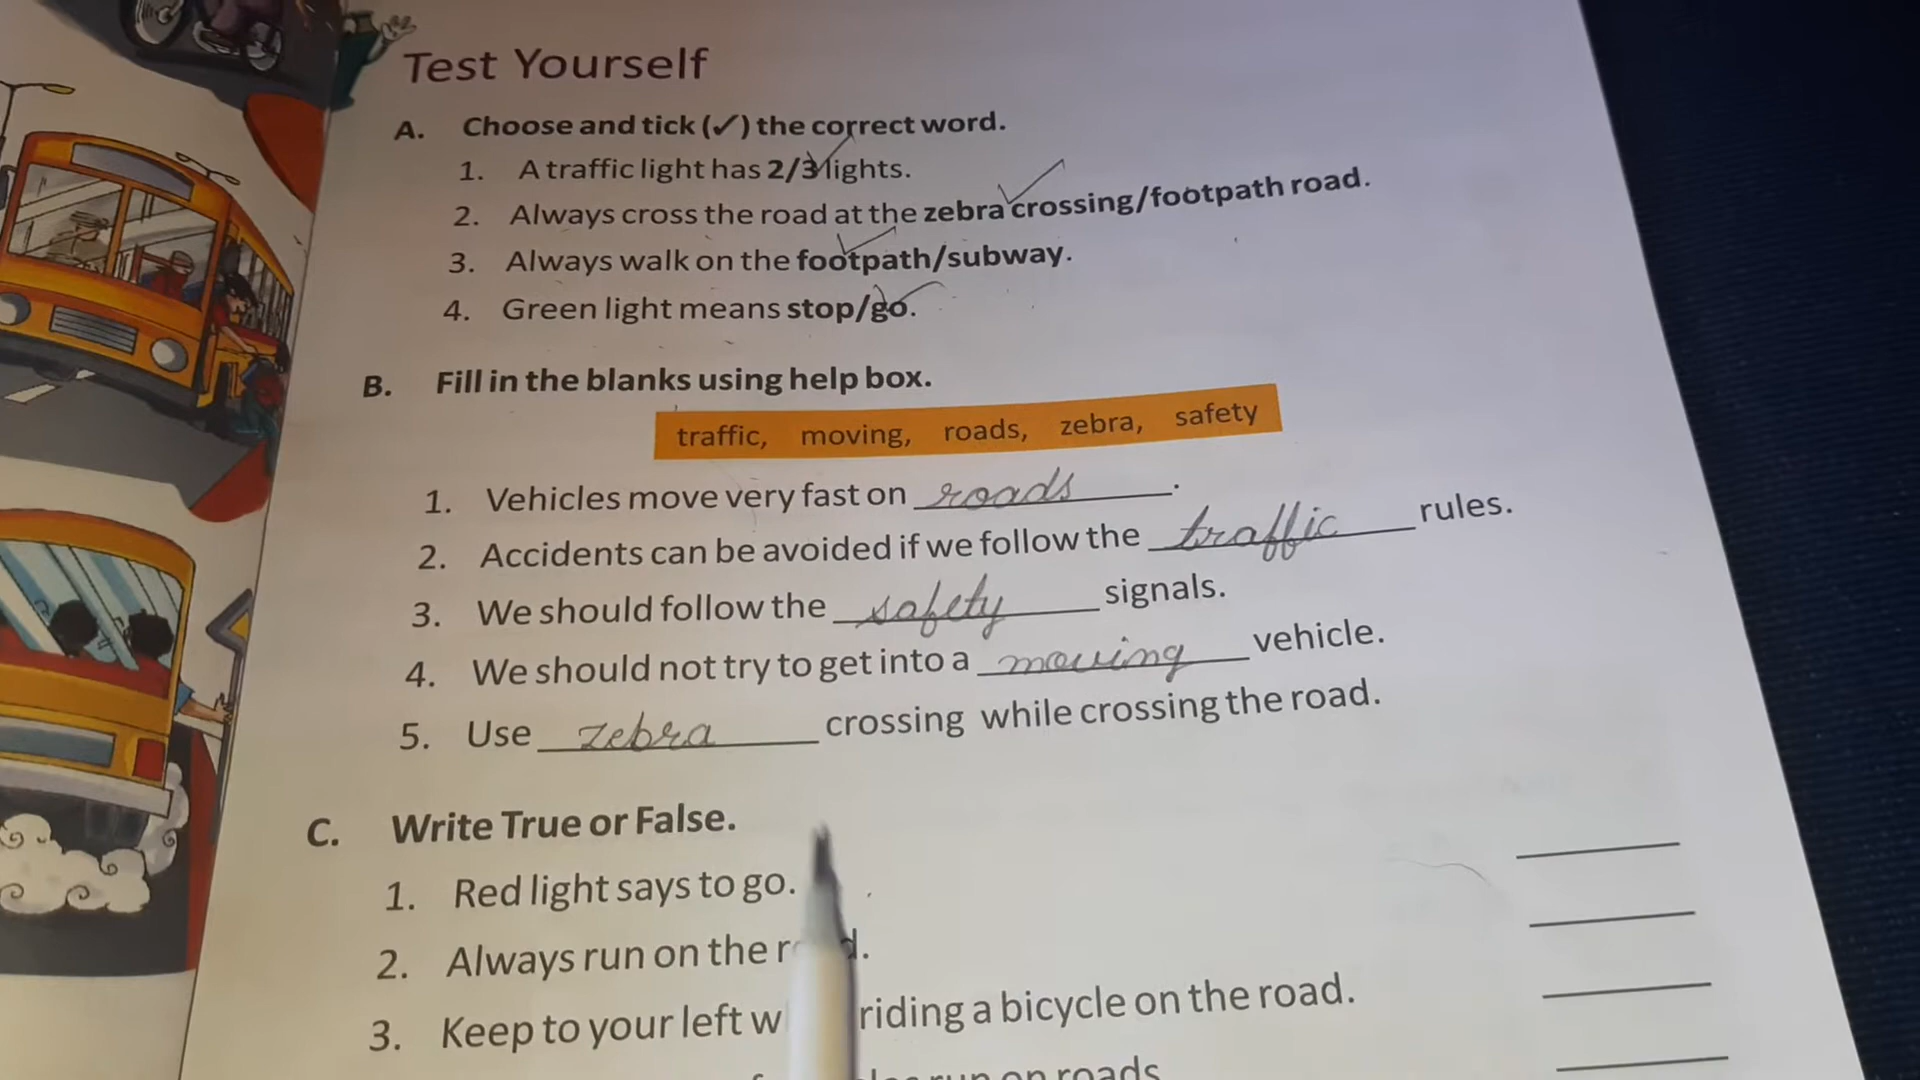 Test Yourself
A. Choose and tick (✓) the correct word.
1. A traffic light has 2/3 lights.
2. Always cross the road at the zebra crossing/footpath road.
3. Always walk on the footpath/subway.
4. Green light means stop/go.
B. Fill in the blanks using help box.
traffic, moving, roads, zebra, safety
1. Vehicles move very fast on roads.
2. Accidents can be avoided if we follow the traffic rules.
3. We should follow the safety signals.
4. We should not try to get into a moving vehicle.
5. Use zebra crossing while crossing the road.
C. Write True or False.
1. Red light says to go.
2. Always run on the
3. Keep to your left riding a bicycle on the road.
run on roads